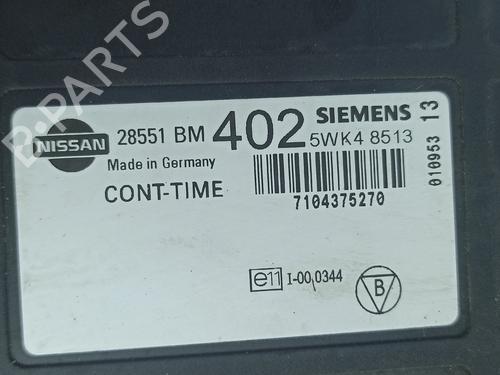 B-PARTS
NISSAN
28551 BM 402
SIEMENS
5WK4 8513
Made in Germany
CONT-TIME
7104375270
010953 13
e11 I-00,0344
B